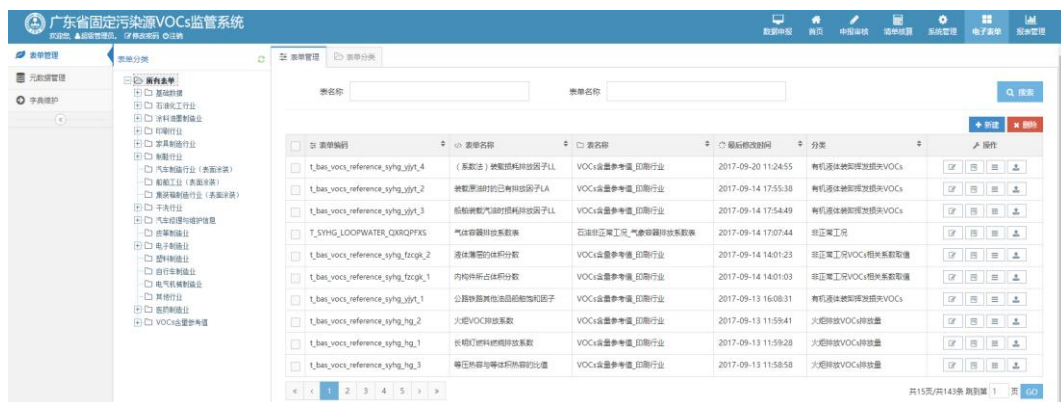 广东省固定污染源VOCs监管系统
欢迎您, 超级管理员, 修改密码 注销
数据申报 首页 申报审核 清单核算 系统管理 电子表单 报表管理
表单管理
元数据管理
字典维护
表单分类
所有表单
基础数据
石油化工行业
涂料油墨制造业
印刷行业
家具制造行业
制鞋行业
汽车制造行业（表面涂装）
船舶工业（表面涂装）
集装箱制造行业（表面涂装）
干洗行业
汽车修理与维护信息
皮革制造业
电子制造业
塑料制造业
自行车制造业
电气机械制造业
其他行业
医药制造业
VOCs含量参考值
表单管理 表单分类
表名称 表单名称 搜索
新建 删除
表单编码 表单名称 表名称 最后修改时间 分类 操作
t_bas_vocs_reference_syhg_yjyt_4 （系数法）装载损耗排放因子LL VOCs含量参考值_印刷行业 2017-09-20 11:24:55 有机液体装卸挥发损失VOCs
t_bas_vocs_reference_syhg_yjyt_2 装载原油时的已有排放因子LA VOCs含量参考值_印刷行业 2017-09-14 17:55:38 有机液体装卸挥发损失VOCs
t_bas_vocs_reference_syhg_yjyt_3 船舶装载汽油时损耗排放因子LL VOCs含量参考值_印刷行业 2017-09-14 17:54:49 有机液体装卸挥发损失VOCs
T_SYHG_LOOPWATER_QXRQPFXS 气体容器排放系数表 石油非正常工况_气象容器排放系数表 2017-09-14 17:07:44 非正常工况
t_bas_vocs_reference_syhg_fzcgk_2 液体薄层的体积分数 VOCs含量参考值_印刷行业 2017-09-14 14:01:23 非正常工况VOCs相关系数取值
t_bas_vocs_reference_syhg_fzcgk_1 内构件所占体积分数 VOCs含量参考值_印刷行业 2017-09-14 14:01:03 非正常工况VOCs相关系数取值
t_bas_vocs_reference_syhg_yjyt_1 公路铁路其他油品船舶饱和因子 VOCs含量参考值_印刷行业 2017-09-13 16:08:31 有机液体装卸挥发损失VOCs
t_bas_vocs_reference_syhg_hg_2 火炬VOC排放系数 VOCs含量参考值_印刷行业 2017-09-13 11:59:41 火炬排放VOCs排放量
t_bas_vocs_reference_syhg_hg_1 长明灯燃料燃烧排放系数 VOCs含量参考值_印刷行业 2017-09-13 11:59:28 火炬排放VOCs排放量
t_bas_vocs_reference_syhg_hg_3 等压热容与等体积热容的比值 VOCs含量参考值_印刷行业 2017-09-13 11:58:58 火炬排放VOCs排放量
« ‹ 1 2 3 4 5 › » 共15页/共143条 跳到第 1 页 GO